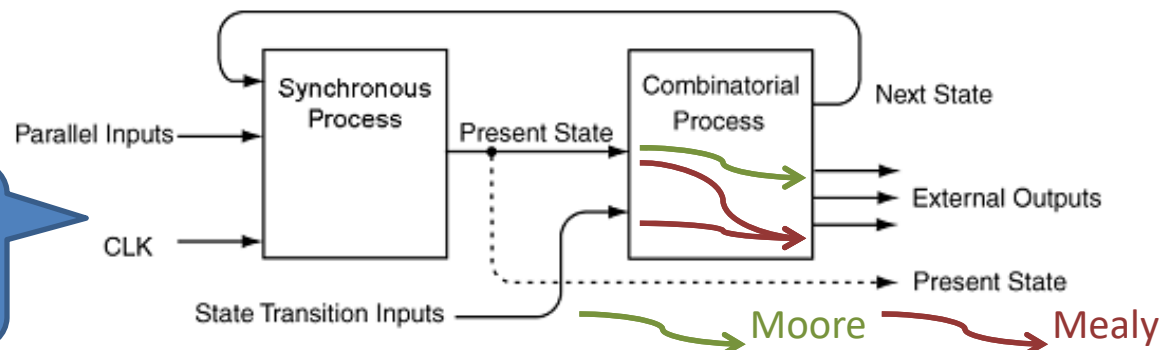 Synchronous
Process
Combinatorial
Process
Next State
Parallel Inputs
Present State
External Outputs
CLK
Present State
State Transition Inputs
Moore
Mealy